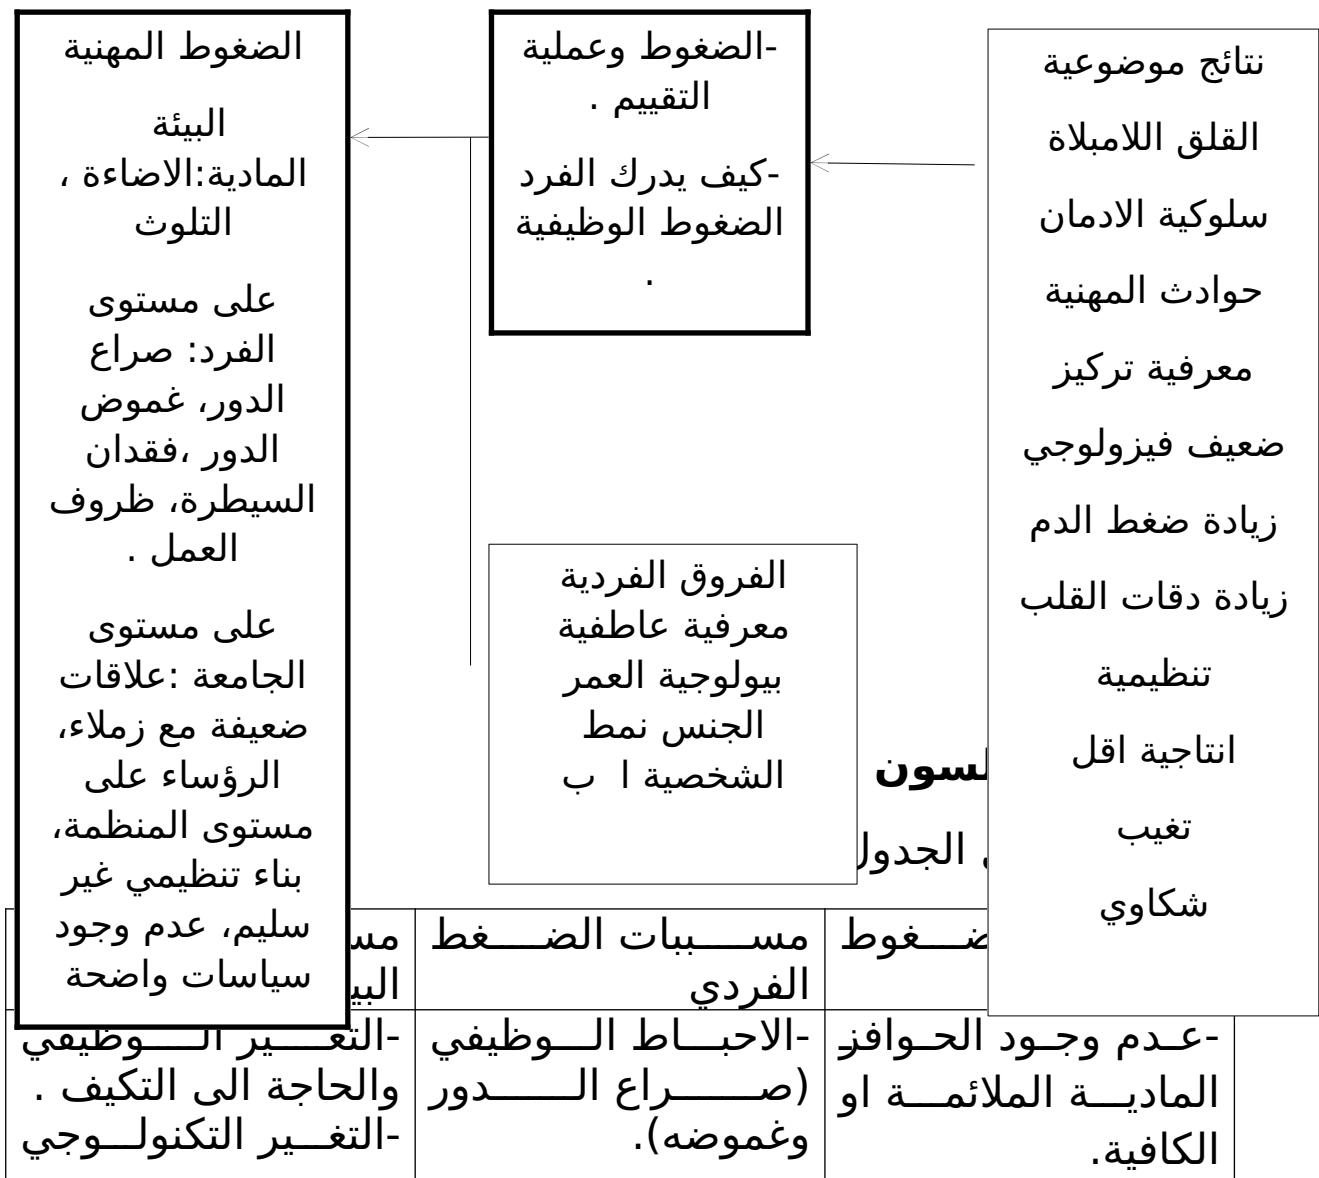 نتائج موضوعية
القلق اللامبلاة
سلوكية الادمان
حوادث المهنية
معرفية تركيز
ضعيف فيزولوجي
زيادة ضغط الدم
زيادة دقات القلب
تنظيمية
انتاجية اقل
تغيب
شكاوي
-الضغوط وعملية
التقييم .
-كيف يدرك الفرد
الضغوط الوظيفية
.
الضغوط المهنية
البيئة
المادية:الاضاءة ،
التلوث
على مستوى
الفرد: صراع
الدور، غموض
الدور ،فقدان
السيطرة، ظروف
العمل .
على مستوى
الجامعة :علاقات
ضعيفة مع زملاء،
الرؤساء على
مستوى المنظمة،
بناء تنظيمي غير
سليم، عدم وجود
سياسات واضحة
الفروق الفردية
معرفية عاطفية
بيولوجية العمر
الجنس نمط
الشخصية ا ب
الجدول
مسببات الضغط
الفردي
-عدم وجود الحوافز
المادية الملائمة او
الكافية.
-الاحباط الوظيفي
(صراع الدور
وغموضه).
-التغير الوظيفي
والحاجة الى التكيف .
-التغير التكنولوجي